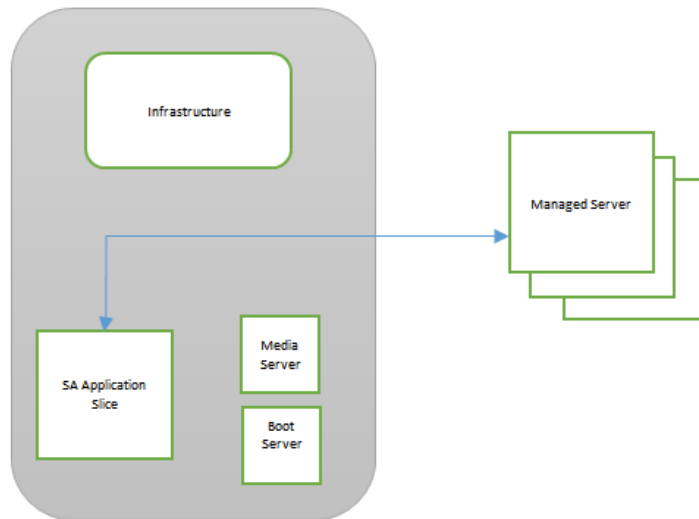 Infrastructure
Managed Server
SA Application
Slice
Media
Server
Boot
Server